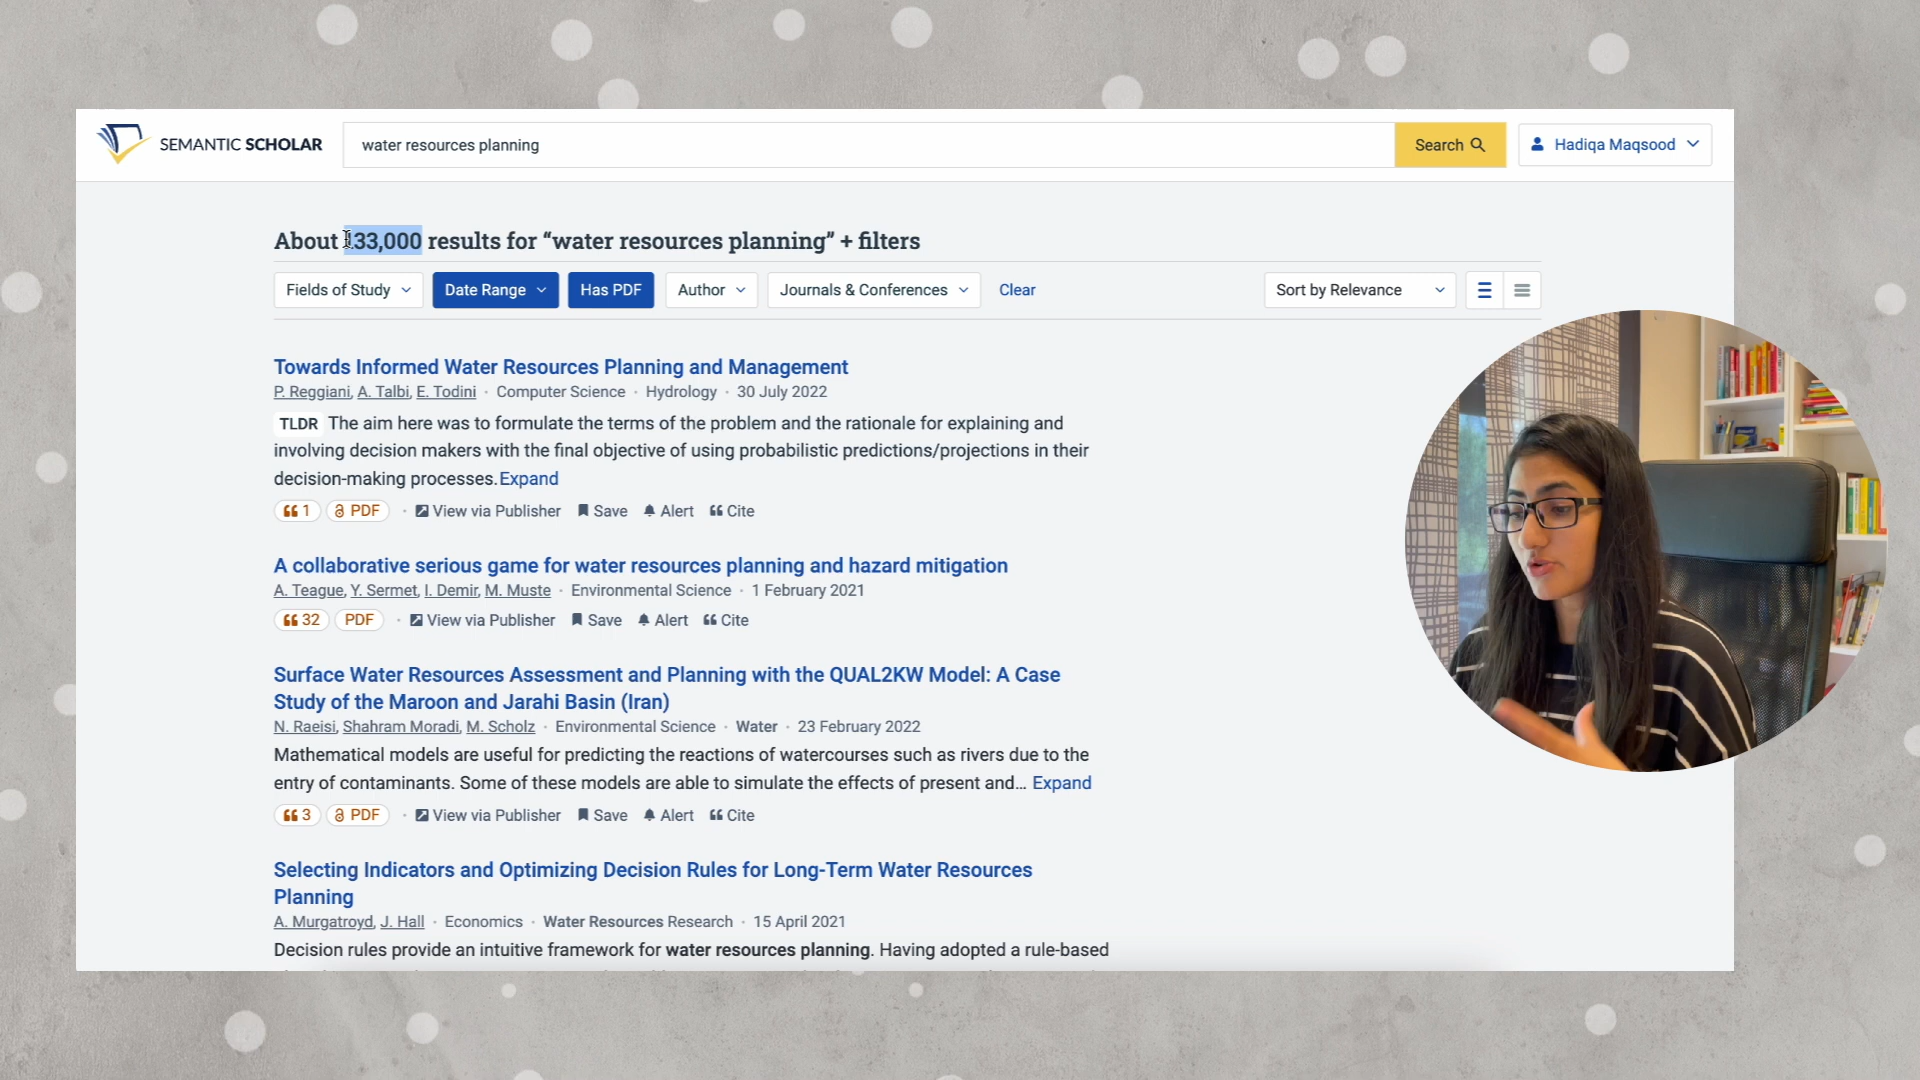 SEMANTIC SCHOLAR
water resources planning
Search
Hadiqa Maqsood
About 133,000 results for “water resources planning” + filters
Fields of Study
Date Range
Has PDF
Author
Journals & Conferences
Clear
Sort by Relevance
Towards Informed Water Resources Planning and Management
P. Reggiani, A. Talbi, E. Todini · Computer Science · Hydrology · 30 July 2022
TLDR The aim here was to formulate the terms of the problem and the rationale for explaining and
involving decision makers with the final objective of using probabilistic predictions/projections in their
decision-making processes. Expand
1 PDF · View via Publisher Save Alert Cite
A collaborative serious game for water resources planning and hazard mitigation
A. Teague, Y. Sermet, I. Demir, M. Muste · Environmental Science · 1 February 2021
32 PDF · View via Publisher Save Alert Cite
Surface Water Resources Assessment and Planning with the QUAL2KW Model: A Case
Study of the Maroon and Jarahi Basin (Iran)
N. Raeisi, Shahram Moradi, M. Scholz · Environmental Science · Water · 23 February 2022
Mathematical models are useful for predicting the reactions of watercourses such as rivers due to the
entry of contaminants. Some of these models are able to simulate the effects of present and… Expand
3 PDF · View via Publisher Save Alert Cite
Selecting Indicators and Optimizing Decision Rules for Long-Term Water Resources
Planning
A. Murgatroyd, J. Hall · Economics · Water Resources Research · 15 April 2021
Decision rules provide an intuitive framework for water resources planning. Having adopted a rule-based